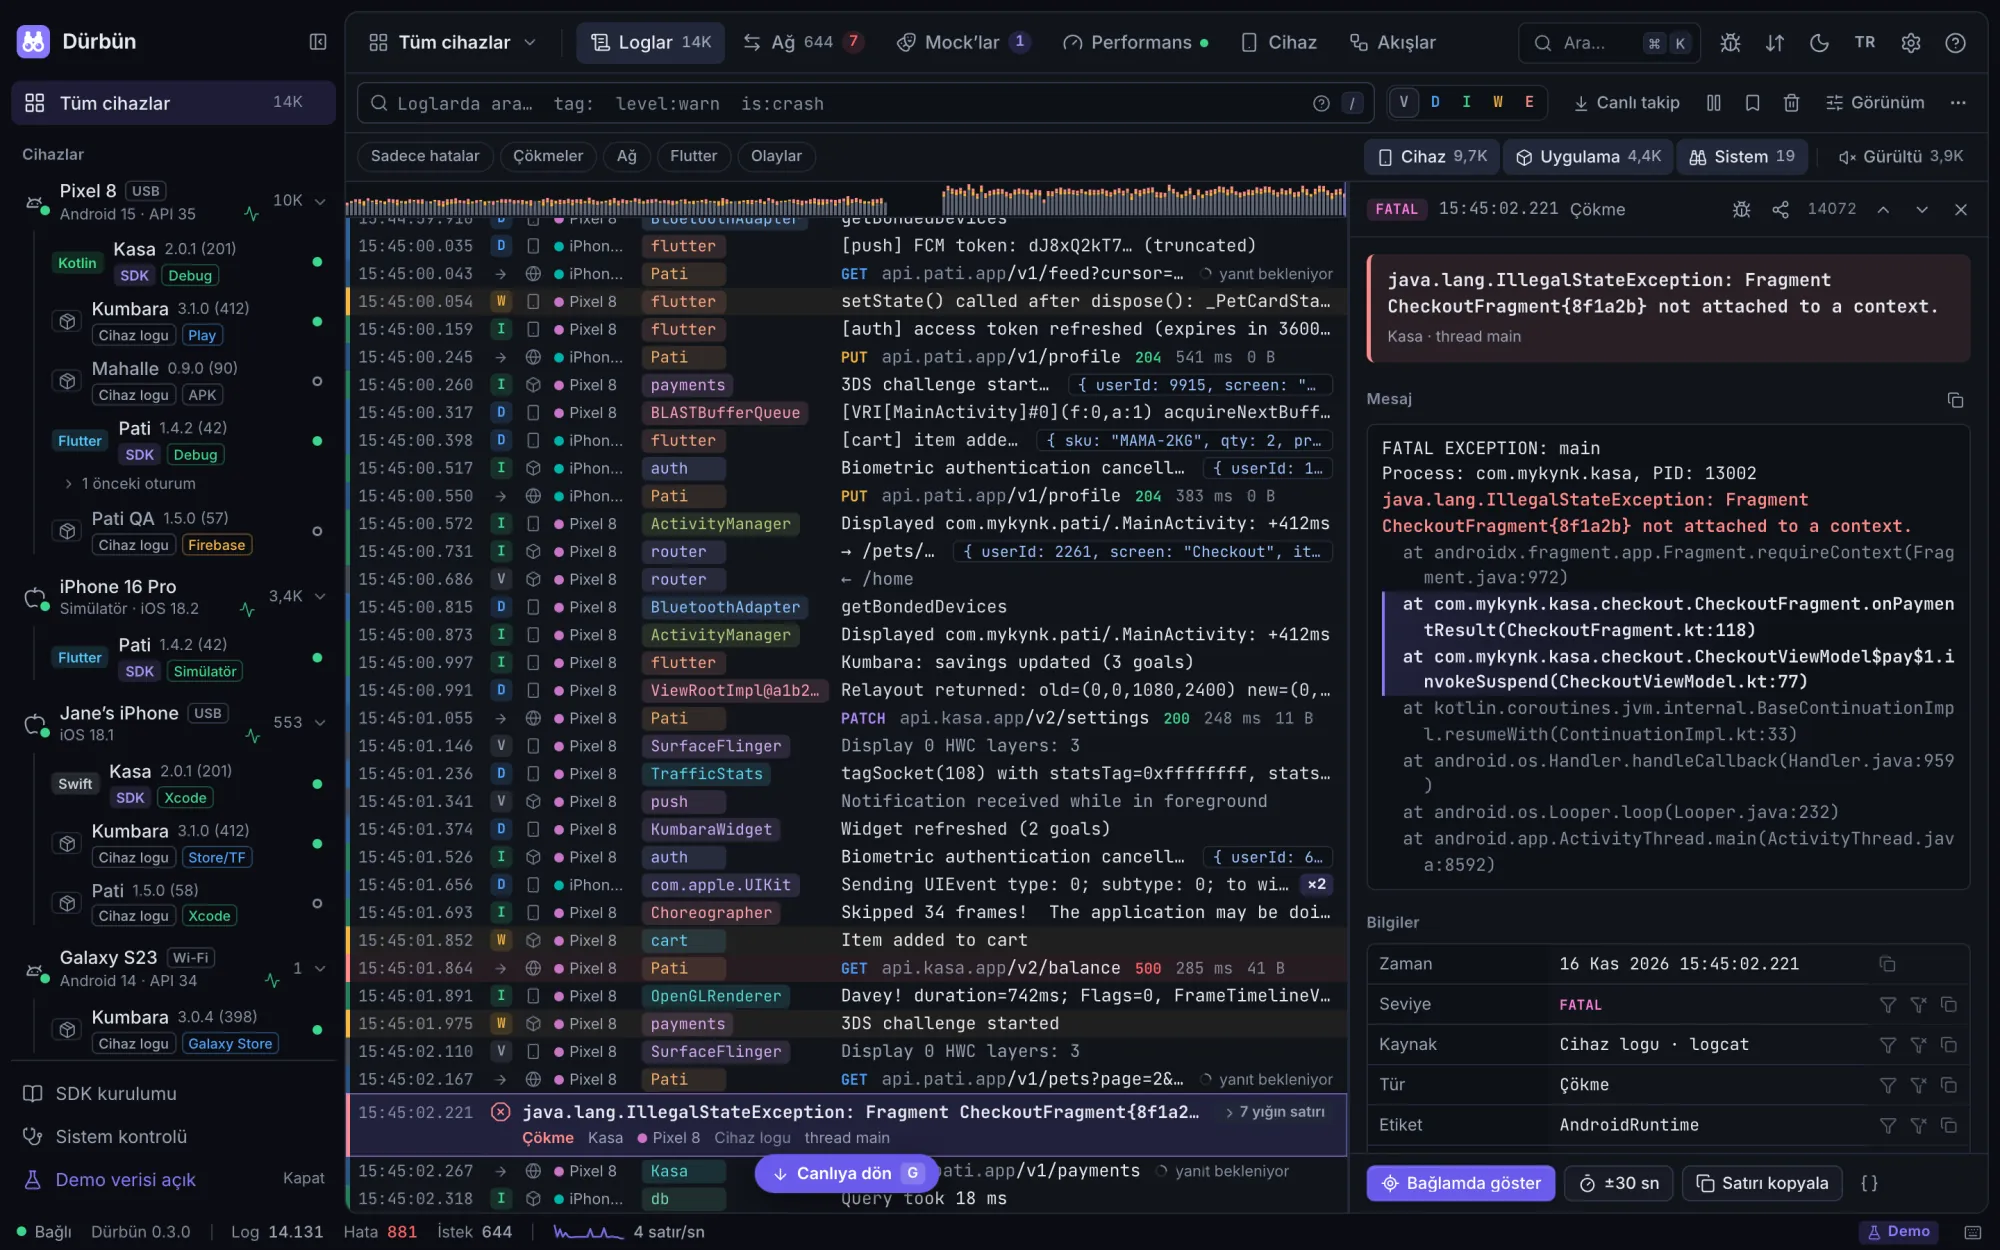 Dürbün
Tüm cihazlar 14K
Cihazlar
Pixel 8 USB
Android 15 · API 35
10K
Kotlin
Kasa 2.0.1 (201)
SDK Debug
Kumbara 3.1.0 (412)
Cihaz logu Play
Mahalle 0.9.0 (90)
Cihaz logu APK
Flutter
Pati 1.4.2 (42)
SDK Debug
1 önceki oturum
Pati QA 1.5.0 (57)
Cihaz logu Firebase
iPhone 16 Pro
Simülatör · iOS 18.2
3,4K
Flutter
Pati 1.4.2 (42)
SDK Simülatör
Jane’s iPhone USB
iOS 18.1
553
Swift
Kasa 2.0.1 (201)
SDK Xcode
Kumbara 3.1.0 (412)
Cihaz logu Store/TF
Pati 1.5.0 (58)
Cihaz logu Xcode
Galaxy S23 Wi-Fi
Android 14 · API 34
1
Kumbara 3.0.4 (398)
Cihaz logu Galaxy Store
SDK kurulumu
Sistem kontrolü
Demo verisi açık Kapat
Tüm cihazlar Loglar 14K Ağ 644 7 Mock’lar 1 Performans Cihaz Akışlar Ara… ⌘ K TR
Loglarda ara… tag: level:warn is:crash / V D I W E Canlı takip Görünüm
Sadece hatalar Çökmeler Ağ Flutter Olaylar Cihaz 9,7K Uygulama 4,4K Sistem 19 Gürültü 3,9K
15:44:59.910 D Pixel 8 BluetoothAdapter getBondedDevices
15:45:00.035 D iPhon… flutter [push] FCM token: dJ8xQ2kT7… (truncated)
15:45:00.043 → iPhon… Pati GET api.pati.app/v1/feed?cursor=… yanıt bekleniyor
15:45:00.054 W Pixel 8 flutter setState() called after dispose(): _PetCardSta…
15:45:00.159 I Pixel 8 flutter [auth] access token refreshed (expires in 3600…
15:45:00.245 → iPhon… Pati PUT api.pati.app/v1/profile 204 541 ms 0 B
15:45:00.260 I Pixel 8 payments 3DS challenge start… { userId: 9915, screen: "…
15:45:00.317 D Pixel 8 BLASTBufferQueue [VRI[MainActivity]#0](f:0,a:1) acquireNextBuff…
15:45:00.398 D iPhon… flutter [cart] item adde… { sku: "MAMA-2KG", qty: 2, pr…
15:45:00.517 I iPhon… auth Biometric authentication cancell… { userId: 1…
15:45:00.550 → iPhon… Pati PUT api.pati.app/v1/profile 204 383 ms 0 B
15:45:00.572 I Pixel 8 ActivityManager Displayed com.mykynk.pati/.MainActivity: +412ms
15:45:00.731 I Pixel 8 router → /pets/… { userId: 2261, screen: "Checkout", it…
15:45:00.686 V Pixel 8 router ← /home
15:45:00.815 D Pixel 8 BluetoothAdapter getBondedDevices
15:45:00.873 I Pixel 8 ActivityManager Displayed com.mykynk.pati/.MainActivity: +412ms
15:45:00.997 I Pixel 8 flutter Kumbara: savings updated (3 goals)
15:45:00.991 D Pixel 8 ViewRootImpl@a1b2… Relayout returned: old=(0,0,1080,2400) new=(0,…
15:45:01.055 → Pixel 8 Pati PATCH api.kasa.app/v2/settings 200 248 ms 11 B
15:45:01.146 V Pixel 8 SurfaceFlinger Display 0 HWC layers: 3
15:45:01.236 D Pixel 8 TrafficStats tagSocket(108) with statsTag=0xffffffff, stats…
15:45:01.341 V Pixel 8 push Notification received while in foreground
15:45:01.374 D Pixel 8 KumbaraWidget Widget refreshed (2 goals)
15:45:01.526 I Pixel 8 auth Biometric authentication cancell… { userId: 6…
15:45:01.656 D iPhon… com.apple.UIKit Sending UIEvent type: 0; subtype: 0; to wi… ×2
15:45:01.693 I Pixel 8 Choreographer Skipped 34 frames! The application may be doi…
15:45:01.852 W Pixel 8 cart Item added to cart
15:45:01.864 → Pixel 8 Pati GET api.kasa.app/v2/balance 500 285 ms 41 B
15:45:01.891 I Pixel 8 OpenGLRenderer Davey! duration=742ms; Flags=0, FrameTimelineV…
15:45:01.975 W Pixel 8 payments 3DS challenge started
15:45:02.110 V Pixel 8 SurfaceFlinger Display 0 HWC layers: 3
15:45:02.167 → Pixel 8 Pati GET api.pati.app/v1/pets?page=2&… yanıt bekleniyor
15:45:02.221 java.lang.IllegalStateException: Fragment CheckoutFragment{8f1a2… 7 yığın satırı
Çökme Kasa Pixel 8 Cihaz logu thread main
15:45:02.267 → Pixel 8 Kasa ati.app/v1/payments yanıt bekleniyor
15:45:02.318 I iPhon… db Query took 18 ms
Canlıya dön G
FATAL 15:45:02.221 Çökme 14072
java.lang.IllegalStateException: Fragment
CheckoutFragment{8f1a2b} not attached to a context.
Kasa · thread main
Mesaj
FATAL EXCEPTION: main
Process: com.mykynk.kasa, PID: 13002
java.lang.IllegalStateException: Fragment
CheckoutFragment{8f1a2b} not attached to a context.
at androidx.fragment.app.Fragment.requireContext(Frag
ment.java:972)
at com.mykynk.kasa.checkout.CheckoutFragment.onPaymen
tResult(CheckoutFragment.kt:118)
at com.mykynk.kasa.checkout.CheckoutViewModel$pay$1.i
nvokeSuspend(CheckoutViewModel.kt:77)
at kotlin.coroutines.jvm.internal.BaseContinuationImp
l.resumeWith(ContinuationImpl.kt:33)
at android.os.Handler.handleCallback(Handler.java:959
)
at android.os.Looper.loop(Looper.java:232)
at android.app.ActivityThread.main(ActivityThread.jav
a:8592)
Bilgiler
Zaman 16 Kas 2026 15:45:02.221
Seviye FATAL
Kaynak Cihaz logu · logcat
Tür Çökme
Etiket AndroidRuntime
Bağlamda göster ±30 sn Satırı kopyala { }
Bağlı Dürbün 0.3.0 Log 14.131 Hata 881 İstek 644 4 satır/sn Demo